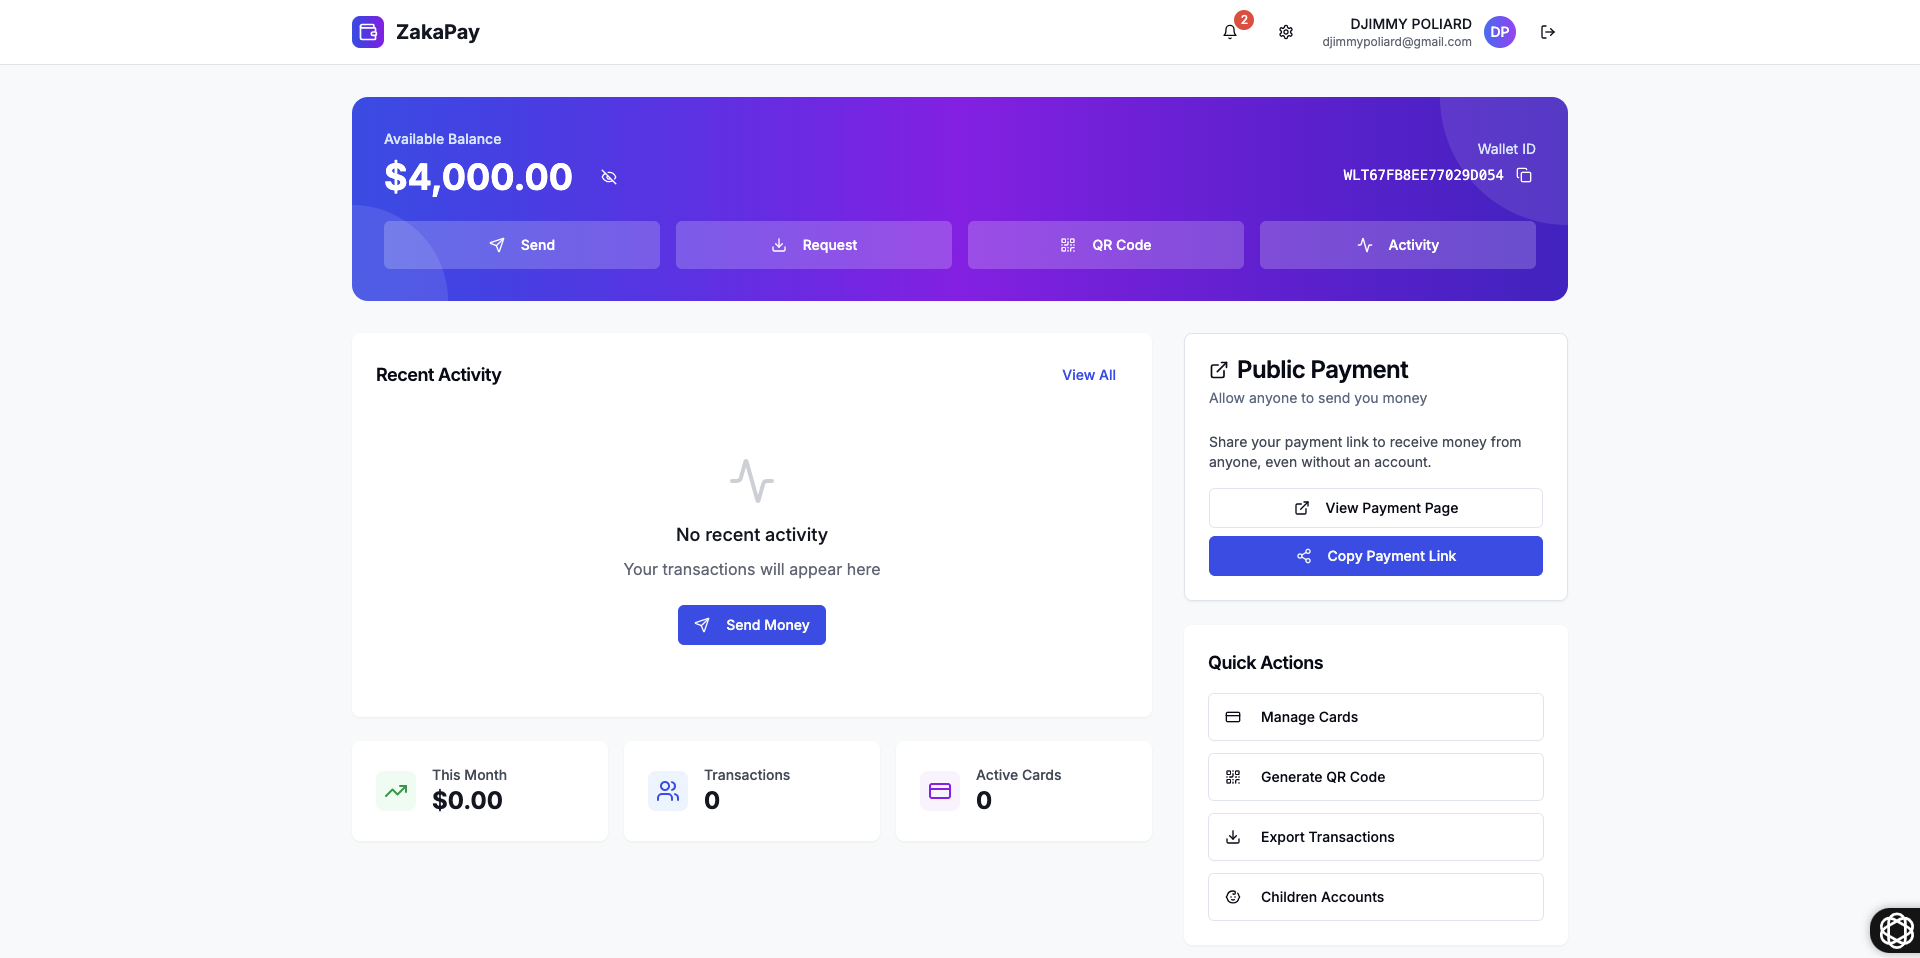 ZakaPay
2
DJIMMY POLIARD
djimmypoliard@gmail.com
DP
Available Balance
$4,000.00
Wallet ID
WLT67FB8EE77029D054
Send
Request
QR Code
Activity
Recent Activity
View All
No recent activity
Your transactions will appear here
Send Money
This Month
$0.00
Transactions
0
Active Cards
0
Public Payment
Allow anyone to send you money
Share your payment link to receive money from
anyone, even without an account.
View Payment Page
Copy Payment Link
Quick Actions
Manage Cards
Generate QR Code
Export Transactions
Children Accounts